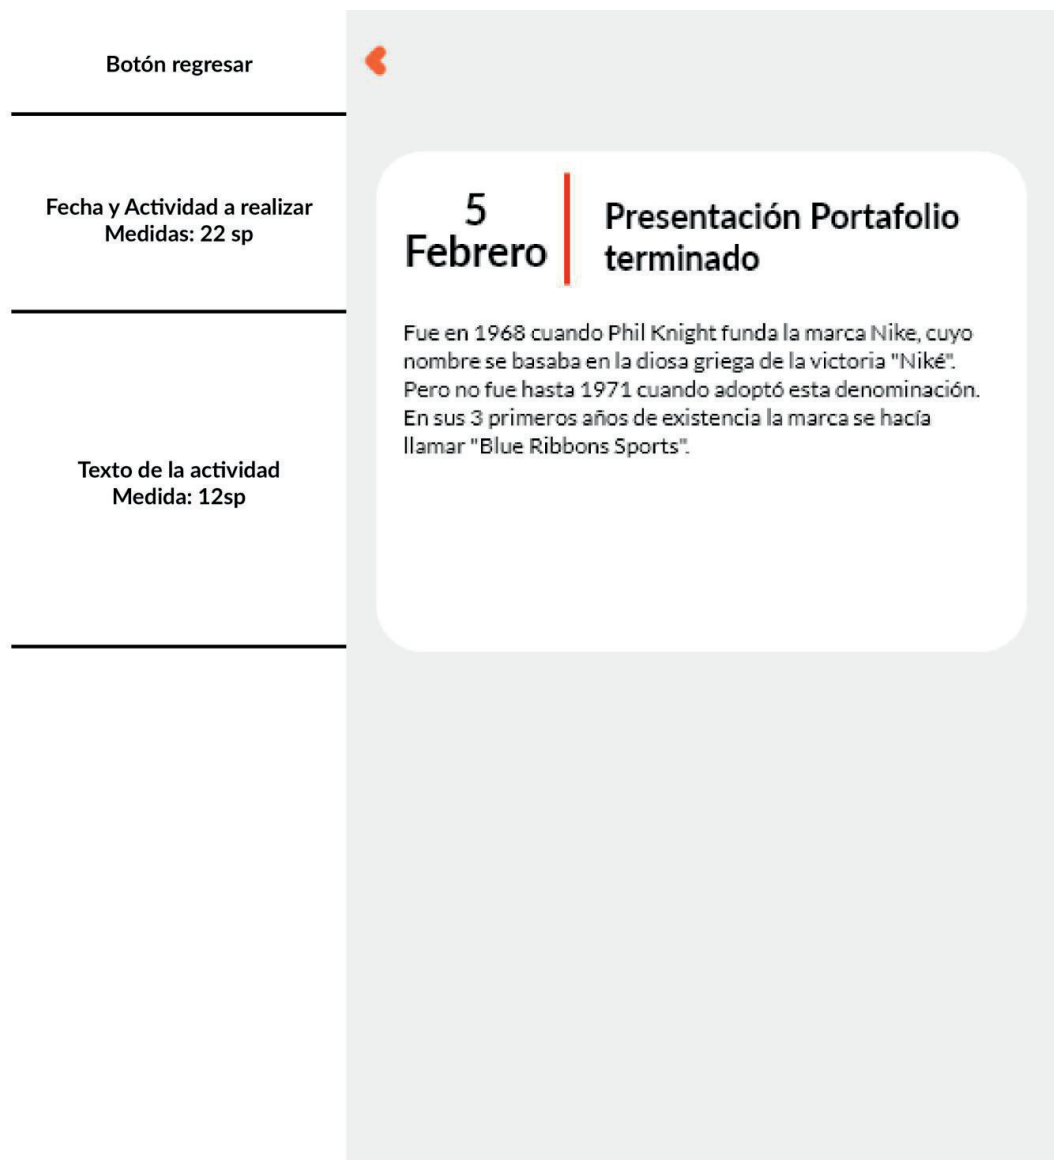 Botón regresar
Fecha y Actividad a realizar
Medidas: 22 sp
5
Febrero
Presentación Portafolio
terminado
Texto de la actividad
Medida: 12sp
Fue en 1968 cuando Phil Knight funda la marca Nike, cuyo
nombre se basaba en la diosa griega de la victoria "Niké".
Pero no fue hasta 1971 cuando adoptó esta denominación.
En sus 3 primeros años de existencia la marca se hacía
llamar "Blue Ribbons Sports".